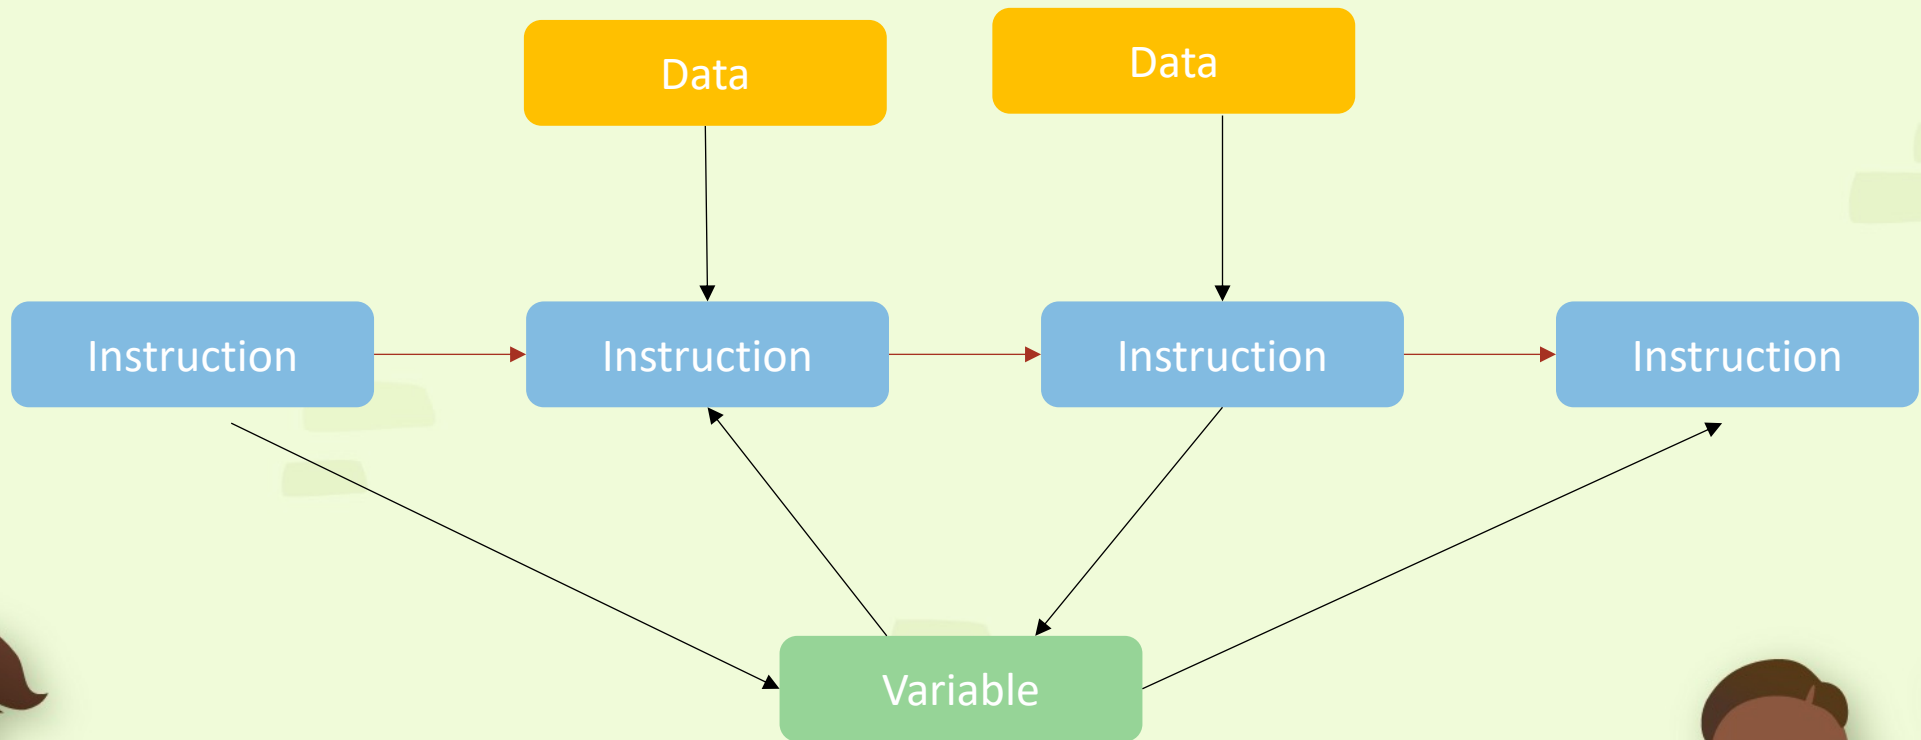 Data
Data
Instruction
Instruction
Instruction
Instruction
Variable